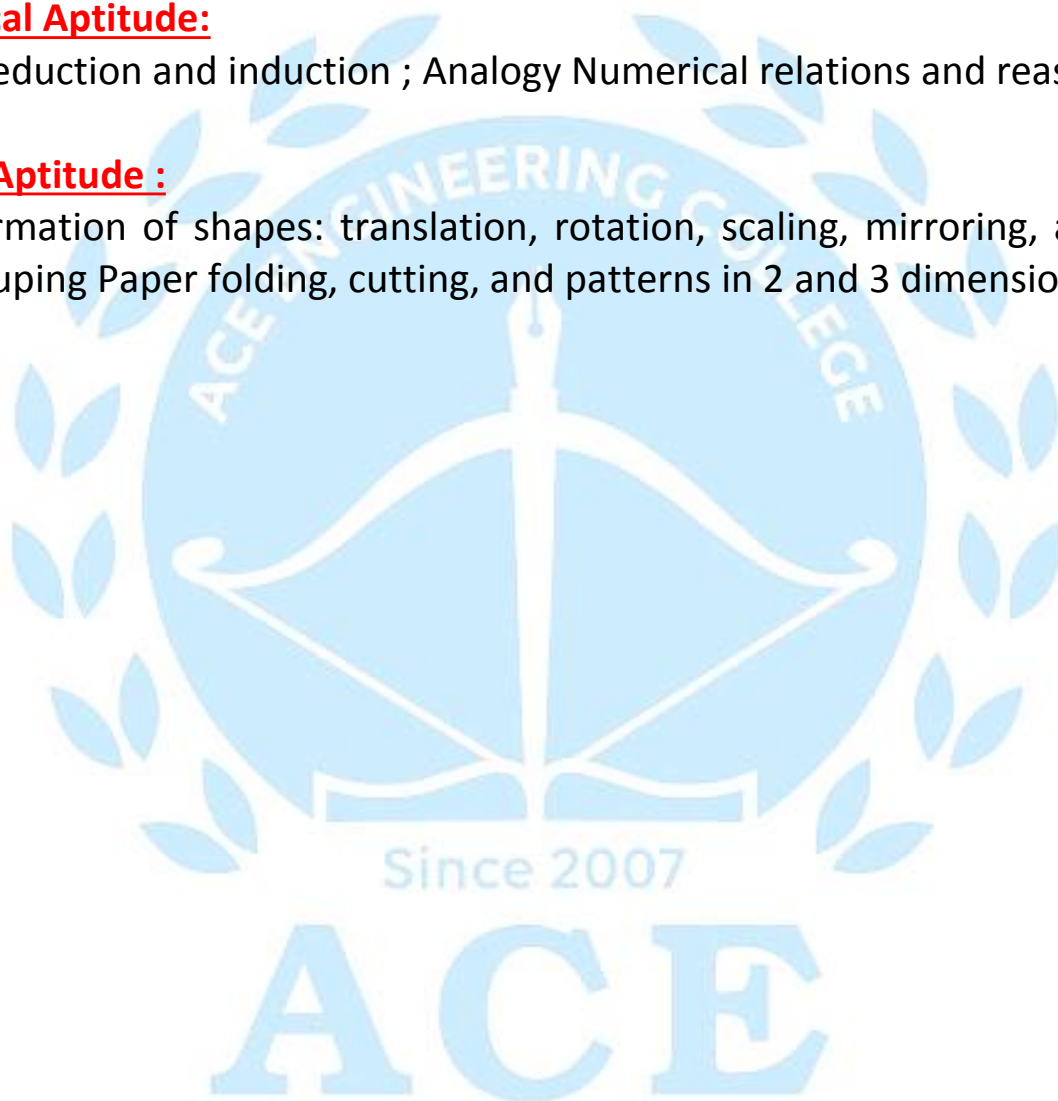 cal Aptitude:
eduction and induction ; Analogy Numerical relations and reas
Aptitude :
rmation of shapes: translation, rotation, scaling, mirroring, a
uping Paper folding, cutting, and patterns in 2 and 3 dimensio
ACE ENGINEERING COLLEGE
Since 2007
ACE